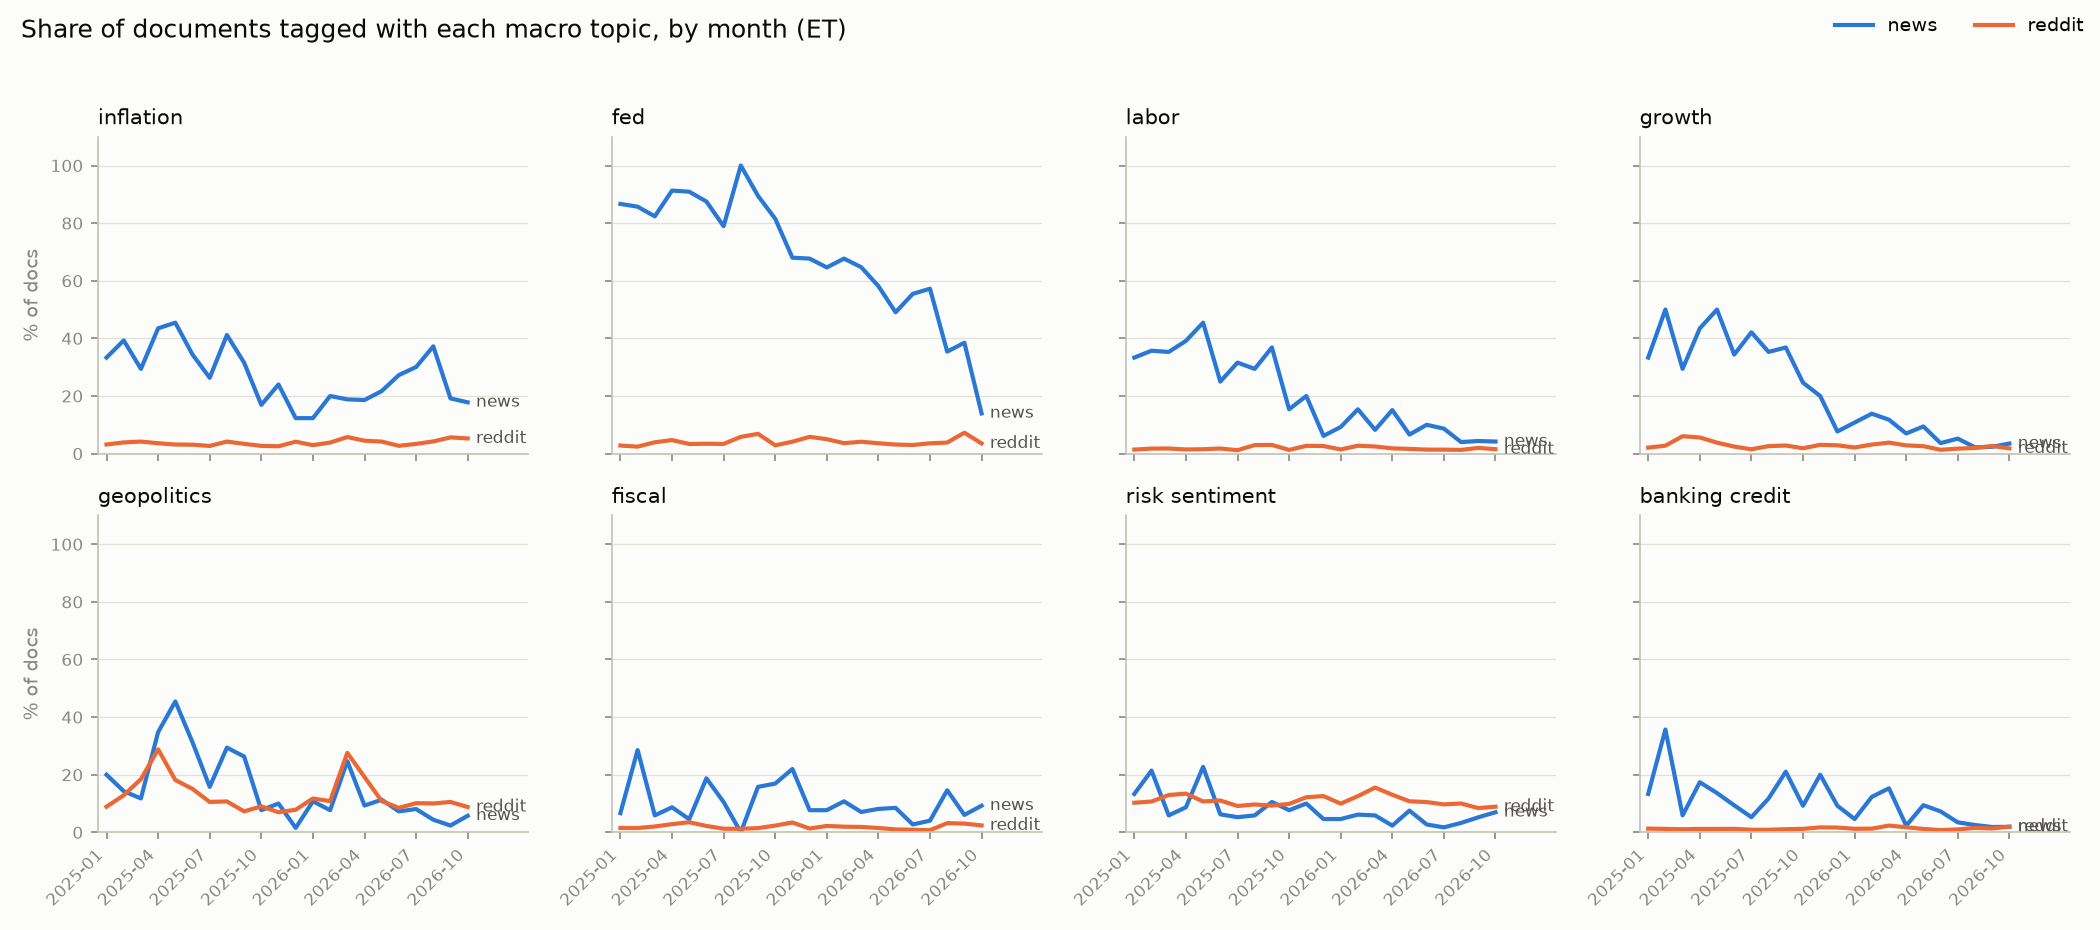 Share of documents tagged with each macro topic, by month (ET)
news
reddit
inflation
fed
labor
growth
% of docs
100
80
60
40
20
0
news
reddit
news
reddit
news
reddit
news
reddit
geopolitics
fiscal
risk sentiment
banking credit
% of docs
100
80
60
40
20
0
reddit
news
news
reddit
reddit
news
reddit
news
2025-01
2025-04
2025-07
2025-10
2026-01
2026-04
2026-07
2026-10
2025-01
2025-04
2025-07
2025-10
2026-01
2026-04
2026-07
2026-10
2025-01
2025-04
2025-07
2025-10
2026-01
2026-04
2026-07
2026-10
2025-01
2025-04
2025-07
2025-10
2026-01
2026-04
2026-07
2026-10